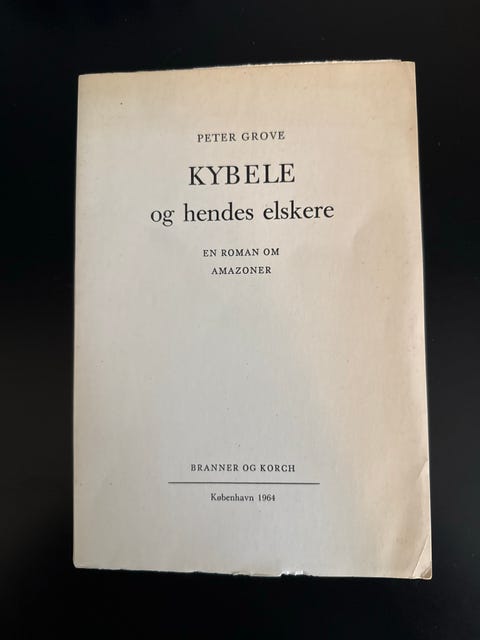 PETER GROVE
KYBELE
og hendes elskere
EN ROMAN OM
AMAZONER
BRANNER OG KORCH
København 1964